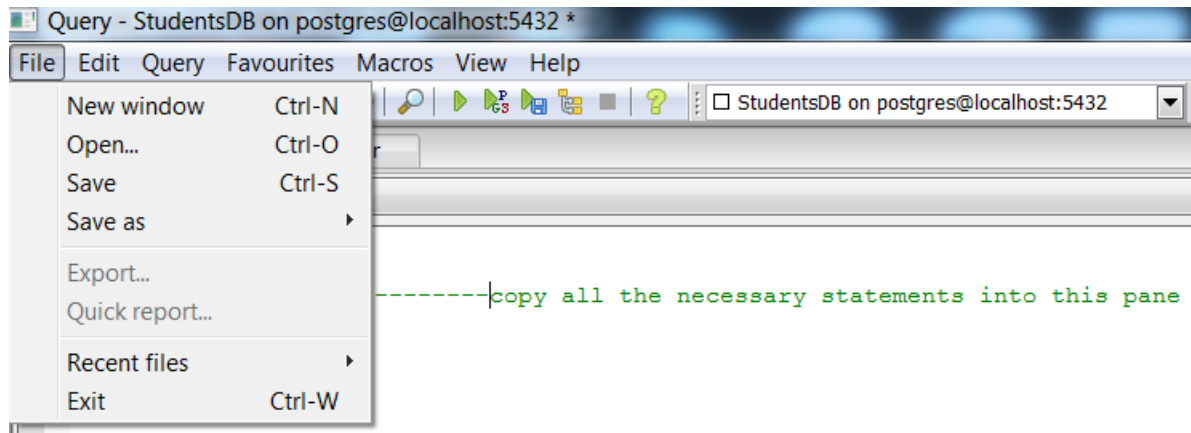 Query - StudentsDB on postgres@localhost:5432 *
File Edit Query Favourites Macros View Help
New window Ctrl-N
StudentsDB on postgres@localhost:5432
Open... Ctrl-O
r
Save Ctrl-S
Save as
Export...
--------copy all the necessary statements into this pane
Quick report...
Recent files
Exit Ctrl-W